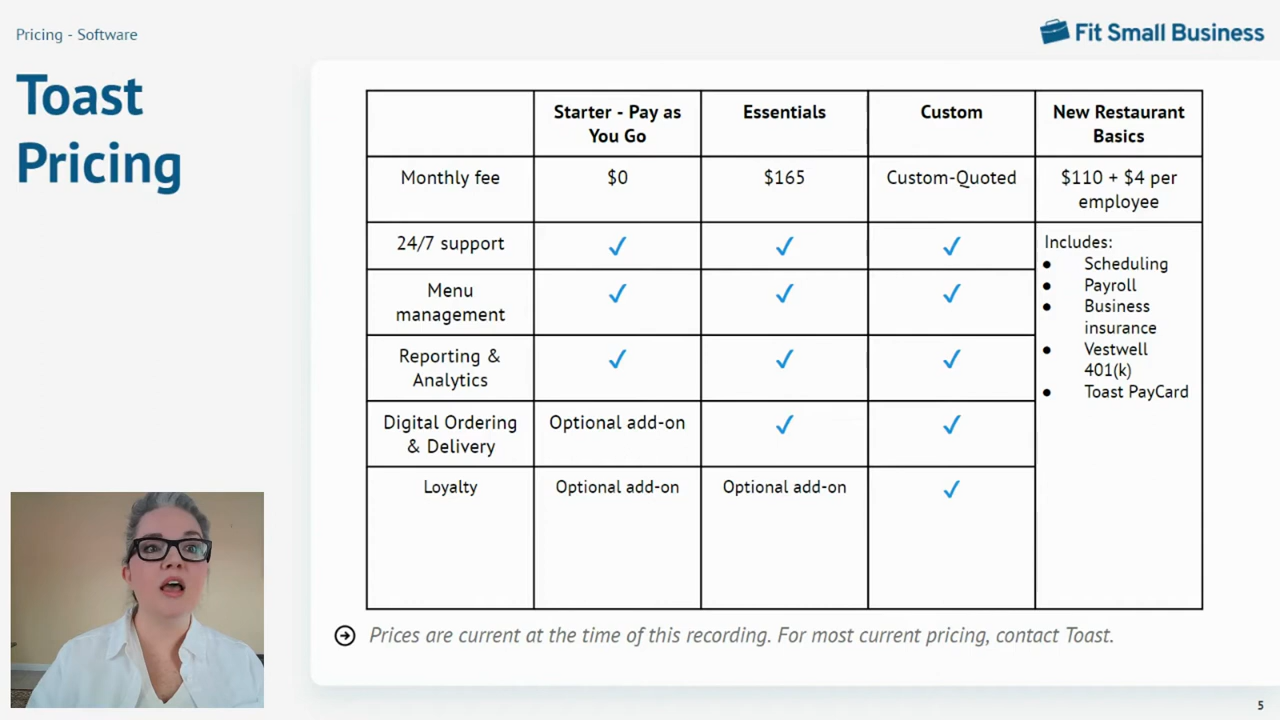 Pricing - Software
Fit Small Business
Toast
Pricing
Starter - Pay as
You Go
Essentials
Custom
New Restaurant
Basics
Monthly fee
$0
$165
Custom-Quoted
$110 + $4 per
employee
24/7 support
✓
✓
✓
Includes:
● Scheduling
● Payroll
● Business
insurance
● Vestwell
401(k)
● Toast PayCard
Menu
management
✓
✓
✓
Reporting &
Analytics
✓
✓
✓
Digital Ordering
& Delivery
Optional add-on
✓
✓
Loyalty
Optional add-on
Optional add-on
✓
Prices are current at the time of this recording. For most current pricing, contact Toast.
5